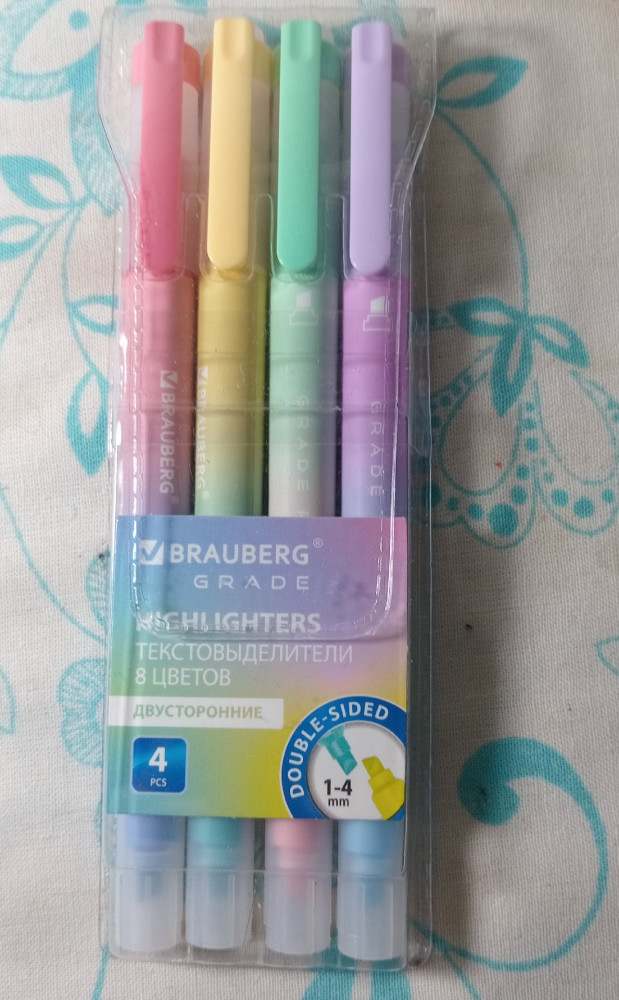 BRAUBERG
BRAUBERG
GRADE
GRADE
BRAUBERG®
GRADE
HIGHLIGHTERS
ТЕКСТОВЫДЕЛИТЕЛИ
8 ЦВЕТОВ
ДВУСТОРОННИЕ
4
PCS
DOUBLE-SIDED
1-4
mm